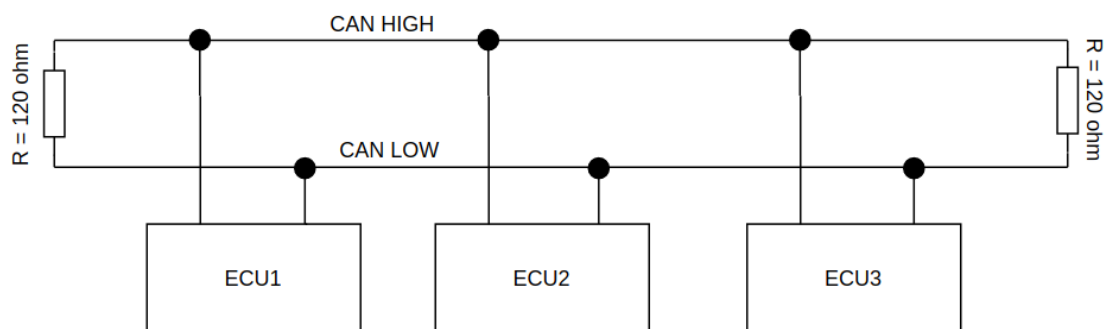 CAN HIGH
R = 120 ohm
R = 120 ohm
CAN LOW
ECU1
ECU2
ECU3